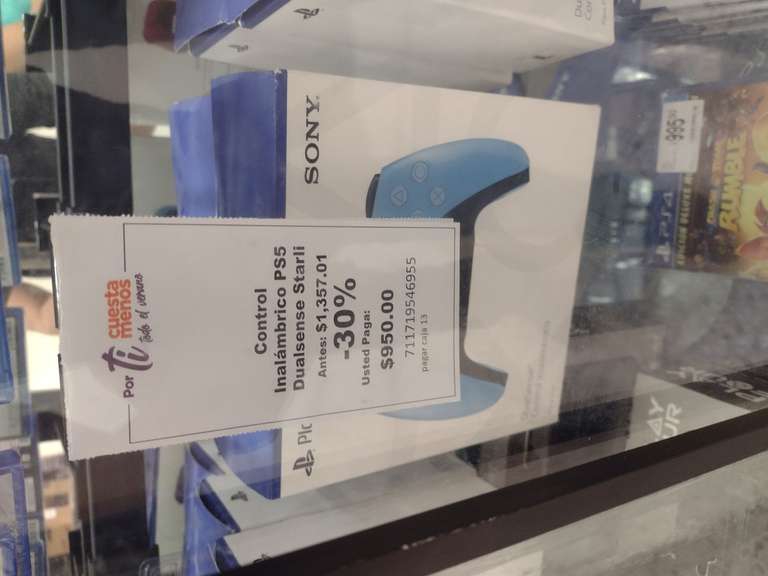 Por ti
cuesta
menos
todo el verano
Control
Inalámbrico PS5
Dualsense Starli
Antes: $1,357.01
-30%
Usted Paga:
$950.00
711719546955
pagar caja 13
SONY
995
PS4
RUMBLE